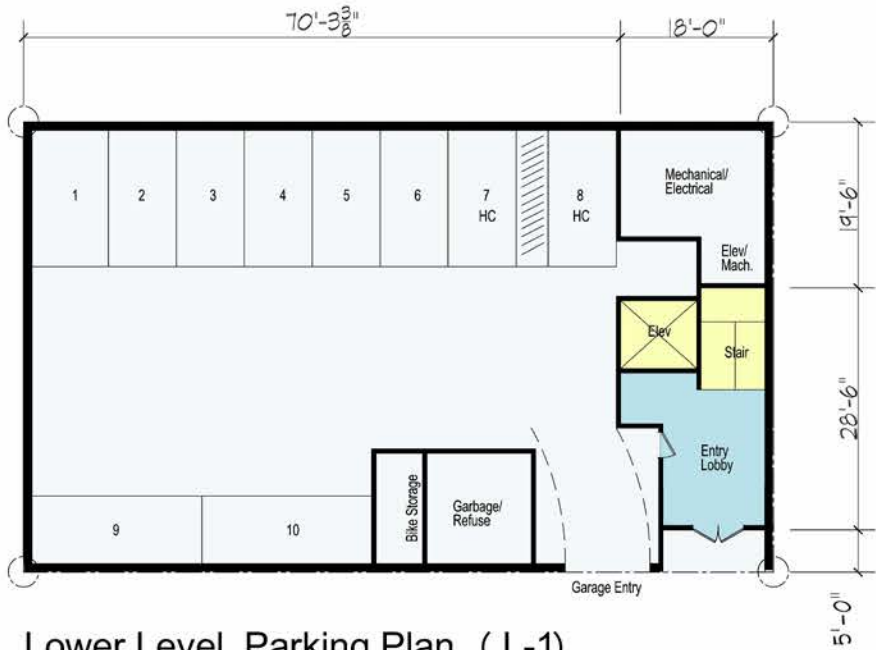 70'-3 3/8"
18'-0"
1
2
3
4
5
6
7
HC
8
HC
Mechanical/
Electrical
Elev/
Mach.
19'-6"
Elev
Stair
28'-6"
Entry
Lobby
9
10
Bike Storage
Garbage/
Refuse
Garage Entry
5'-0"
Lower Level Parking Plan (L-1)